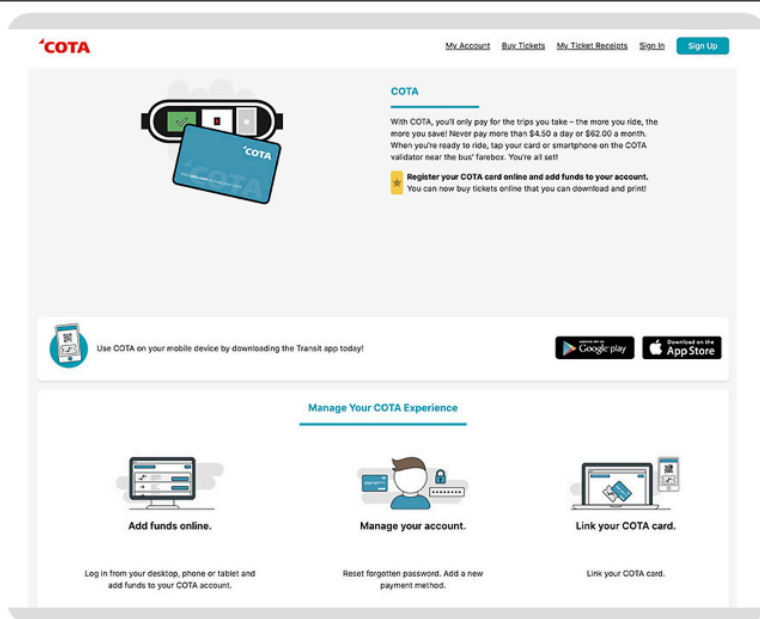 COTA
My Account Buy Tickets My Ticket Receipts Sign In Sign Up
COTA
With COTA, you'll only pay for the trips you take – the more you ride, the
more you save! Never pay more than $4.50 a day or $62.00 a month.
When you're ready to ride, tap your card or smartphone on the COTA
validator near the bus' farebox. You're all set!
Register your COTA card online and add funds to your account.
You can now buy tickets online that you can download and print!
COTA
COTA
Use COTA on your mobile device by downloading the Transit app today!
Google play
Download on the
App Store
Manage Your COTA Experience
Add funds online.
Manage your account.
Link your COTA card.
Log in from your desktop, phone or tablet and
add funds to your COTA account.
Reset forgotten password. Add a new
payment method.
Link your COTA card.